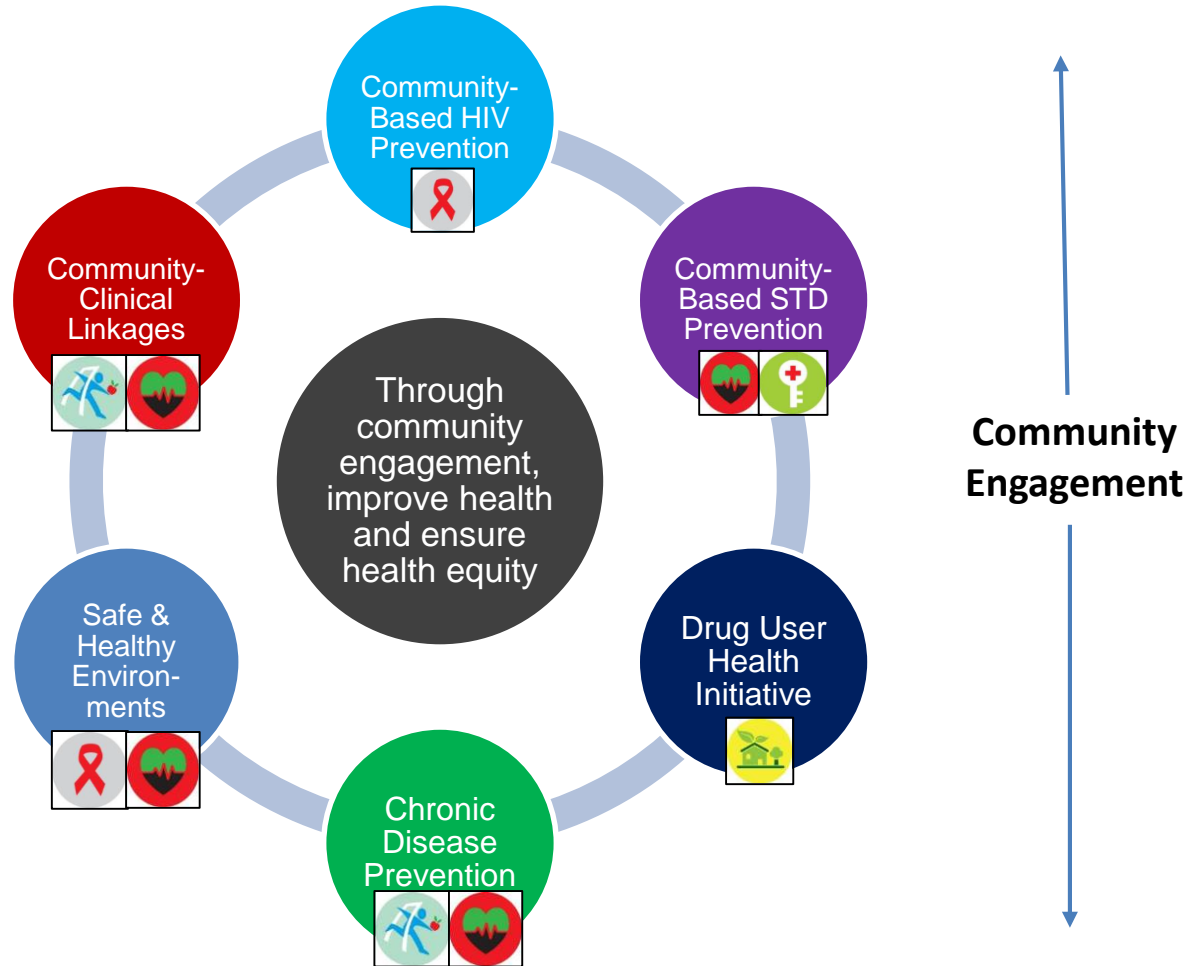 Community-
Based HIV
Prevention
Community-
Based STD
Prevention
Drug User
Health
Initiative
Chronic
Disease
Prevention
Safe &
Healthy
Environ-
ments
Community-
Clinical
Linkages
Through
community
engagement,
improve health
and ensure
health equity
Community
Engagement